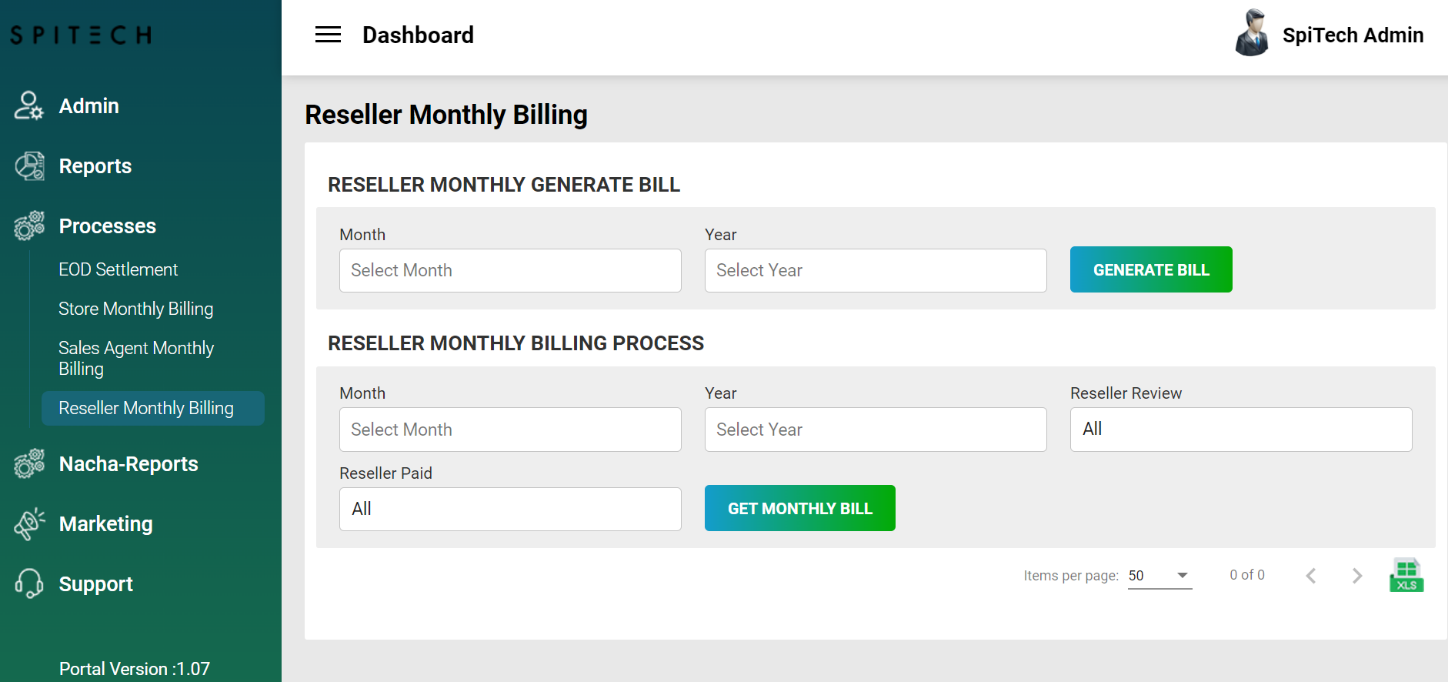 SPITECH
Dashboard
SpiTech Admin
Admin
Reports
Processes
EOD Settlement
Store Monthly Billing
Sales Agent Monthly
Billing
Reseller Monthly Billing
Nacha-Reports
Marketing
Support
Portal Version :1.07
Reseller Monthly Billing
RESELLER MONTHLY GENERATE BILL
Month
Year
Select Month
Select Year
GENERATE BILL
RESELLER MONTHLY BILLING PROCESS
Month
Year
Reseller Review
Select Month
Select Year
All
Reseller Paid
All
GET MONTHLY BILL
Items per page: 50
0 of 0
XLS